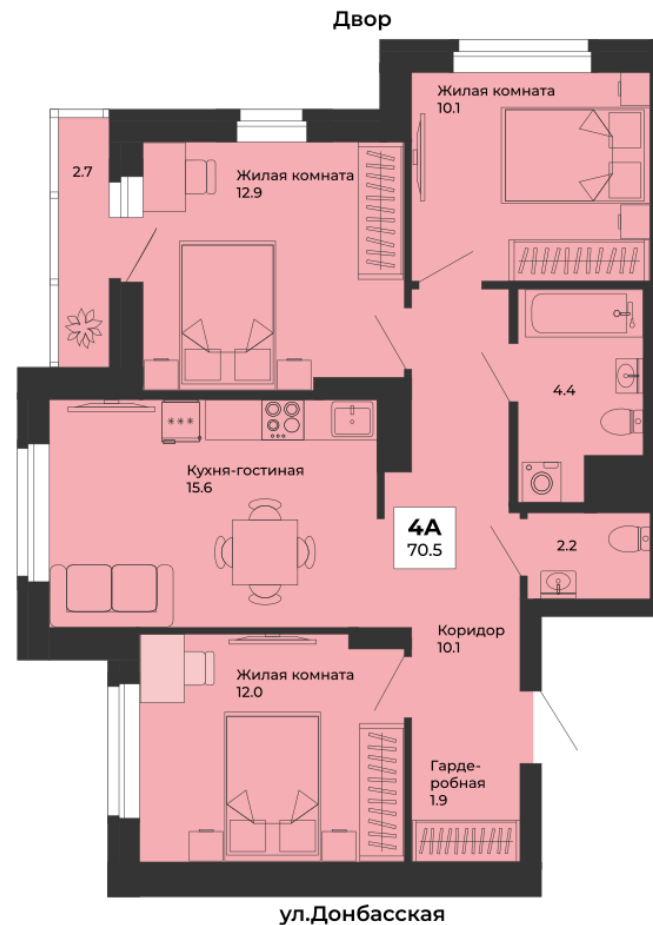 Двор
Жилая комната
10.1
2.7
Жилая комната
12.9
4.4
Кухня-гостиная
15.6
4А
70.5
2.2
Коридор
10.1
Жилая комната
12.0
Гарде-
робная
1.9
ул.Донбасская